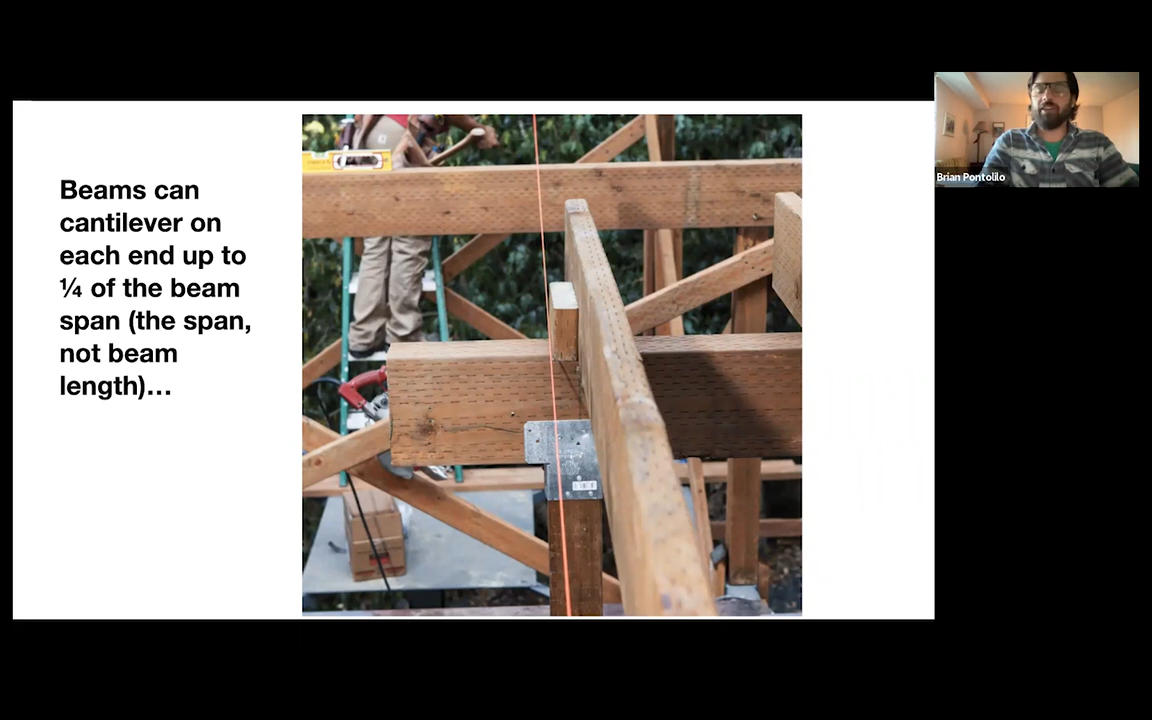 Beams can
cantilever on
each end up to
¼ of the beam
span (the span,
not beam
length)…
Brian Pontolilo